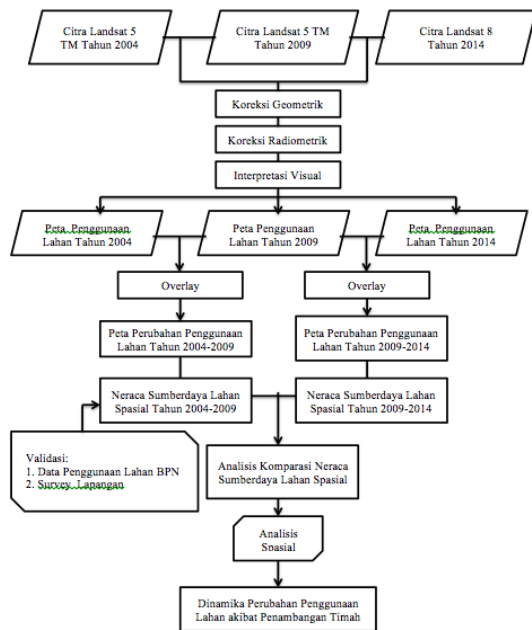 Citra Landsat 5
TM Tahun 2004
Citra Landsat 5 TM
Tahun 2009
Citra Landsat 8
Tahun 2014
Koreksi Geometrik
Koreksi Radiometrik
Interpretasi Visual
Peta Penggunaan
Lahan Tahun 2004
Peta Penggunaan
Lahan Tahun 2009
Peta Penggunaan
Lahan Tahun 2014
Overlay
Overlay
Peta Perubahan Penggunaan
Lahan Tahun 2004-2009
Peta Perubahan Penggunaan
Lahan Tahun 2009-2014
Neraca Sumberdaya Lahan
Spasial Tahun 2004-2009
Neraca Sumberdaya Lahan
Spasial Tahun 2009-2014
Validasi:
1. Data Penggunaan Lahan BPN
2. Survey Lapangan
Analisis Komparasi Neraca
Sumberdaya Lahan Spasial
Analisis
Spasial
Dinamika Perubahan Penggunaan
Lahan akibat Penambangan Timah